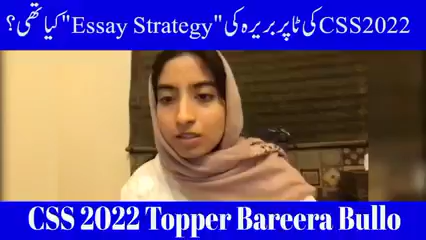 CSS2022 کی ٹاپر بریرہ کی "Essay Strategy" کیا تھی؟
CSS 2022 Topper Bareera Bullo